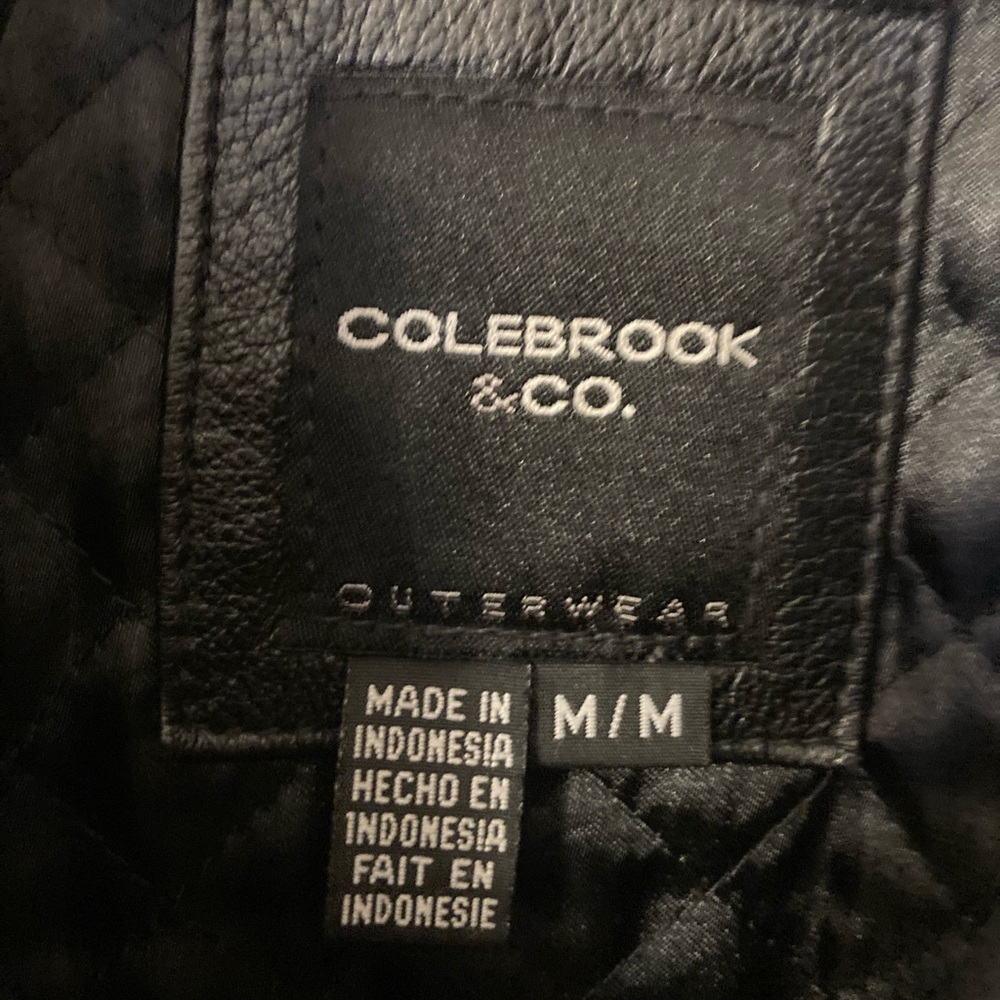 COLEBROOK
&CO.
OUTERWEAR
MADE IN
INDONESIA
HECHO EN
INDONESIA
FAIT EN
INDONESIE
M/M